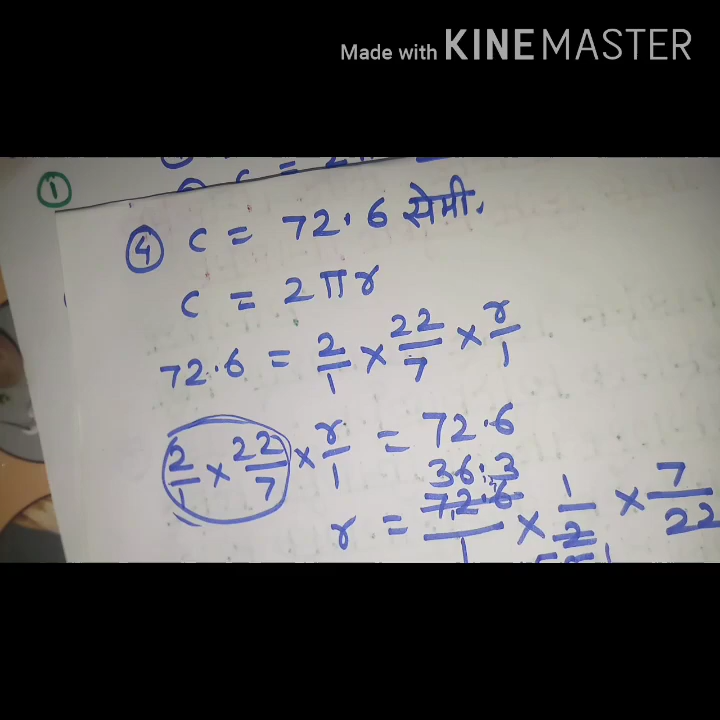 Made with KINEMASTER
①
④ C = 72.6 सेमी.
C = 2πr
72.6 = 2/1 × 22/7 × r/1
2/1 × 22/7 × r/1 = 72.6
36.3
r = 72.6/1 × 1/2 × 7/22